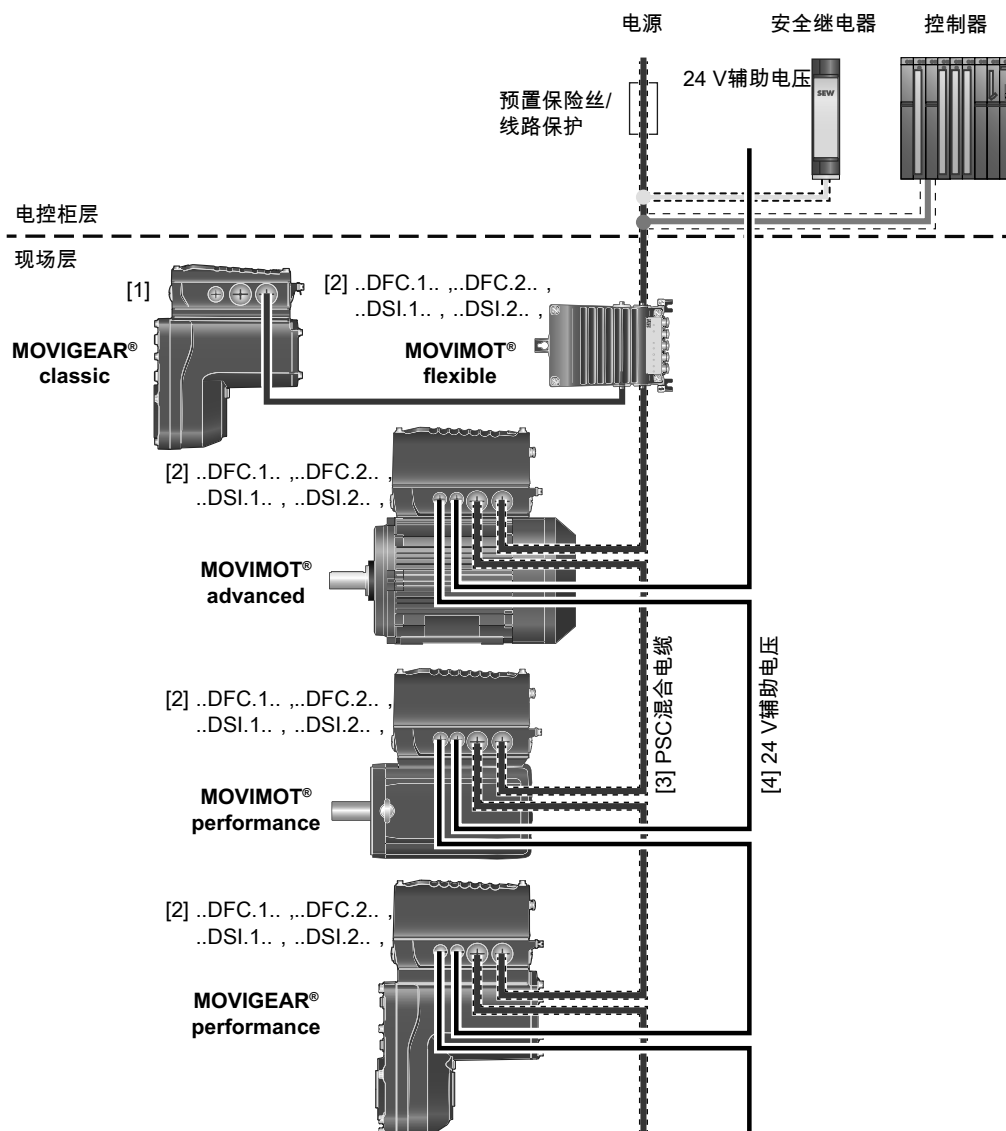 电源
安全继电器
控制器
24 V辅助电压
SEW
预置保险丝/
线路保护
电控柜层
现场层
[1]
[2] ..DFC.1.. ,..DFC.2.. ,
..DSI.1.. , ..DSI.2.. ,
MOVIGEAR®
classic
MOVIMOT®
flexible
[2] ..DFC.1.. ,..DFC.2.. ,
..DSI.1.. , ..DSI.2.. ,
MOVIMOT®
advanced
[3] PSC混合电缆
[4] 24 V辅助电压
[2] ..DFC.1.. ,..DFC.2.. ,
..DSI.1.. , ..DSI.2.. ,
MOVIMOT®
performance
[2] ..DFC.1.. ,..DFC.2.. ,
..DSI.1.. , ..DSI.2.. ,
MOVIGEAR®
performance